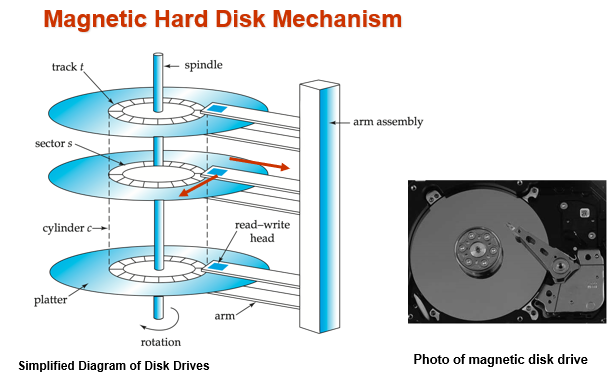 Magnetic Hard Disk Mechanism
track t
spindle
arm assembly
sector s
cylinder c
read–write
head
platter
arm
rotation
Simplified Diagram of Disk Drives
Photo of magnetic disk drive